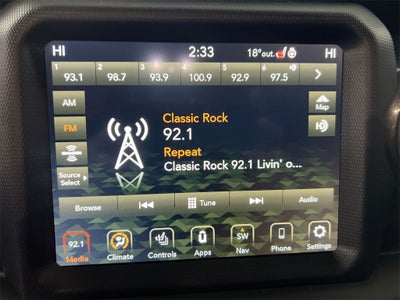 HI 2:33 18°out. HI
1 2 3 4 5 6
93.1 98.7 93.9 100.9 92.9 97.5
AM
Map
Classic Rock
FM
92.1
HD
Repeat
Source
Select
Classic Rock 92.1 Livin' o...
Browse Tune Audio
92.1 SW
Media Climate Controls Apps Nav Phone Settings